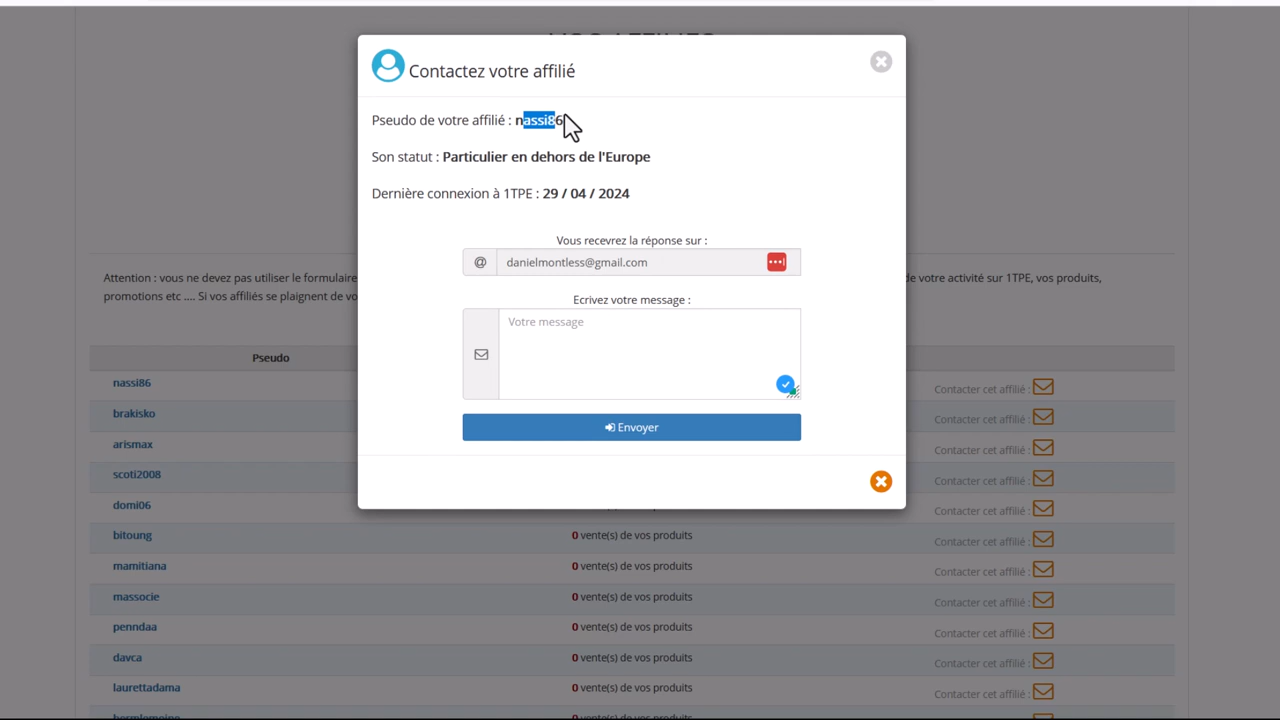 Contactez votre affilié
Pseudo de votre affilié : nassi86
Son statut : Particulier en dehors de l'Europe
Dernière connexion à 1TPE : 29 / 04 / 2024
Vous recevrez la réponse sur :
@ danielmontless@gmail.com
Ecrivez votre message :
Votre message
Envoyer
Attention : vous ne devez pas utiliser le formulaire de votre activité sur 1TPE, vos produits,
promotions etc .... Si vos affiliés se plaignent de
Pseudo
nassi86 Contacter cet affilié :
brakisko Contacter cet affilié :
arismax Contacter cet affilié :
scoti2008 Contacter cet affilié :
domi06 Contacter cet affilié :
bitoung 0 vente(s) de vos produits Contacter cet affilié :
mamitiana 0 vente(s) de vos produits Contacter cet affilié :
massocie 0 vente(s) de vos produits Contacter cet affilié :
penndaa 0 vente(s) de vos produits Contacter cet affilié :
davca 0 vente(s) de vos produits Contacter cet affilié :
laurettadama 0 vente(s) de vos produits Contacter cet affilié :